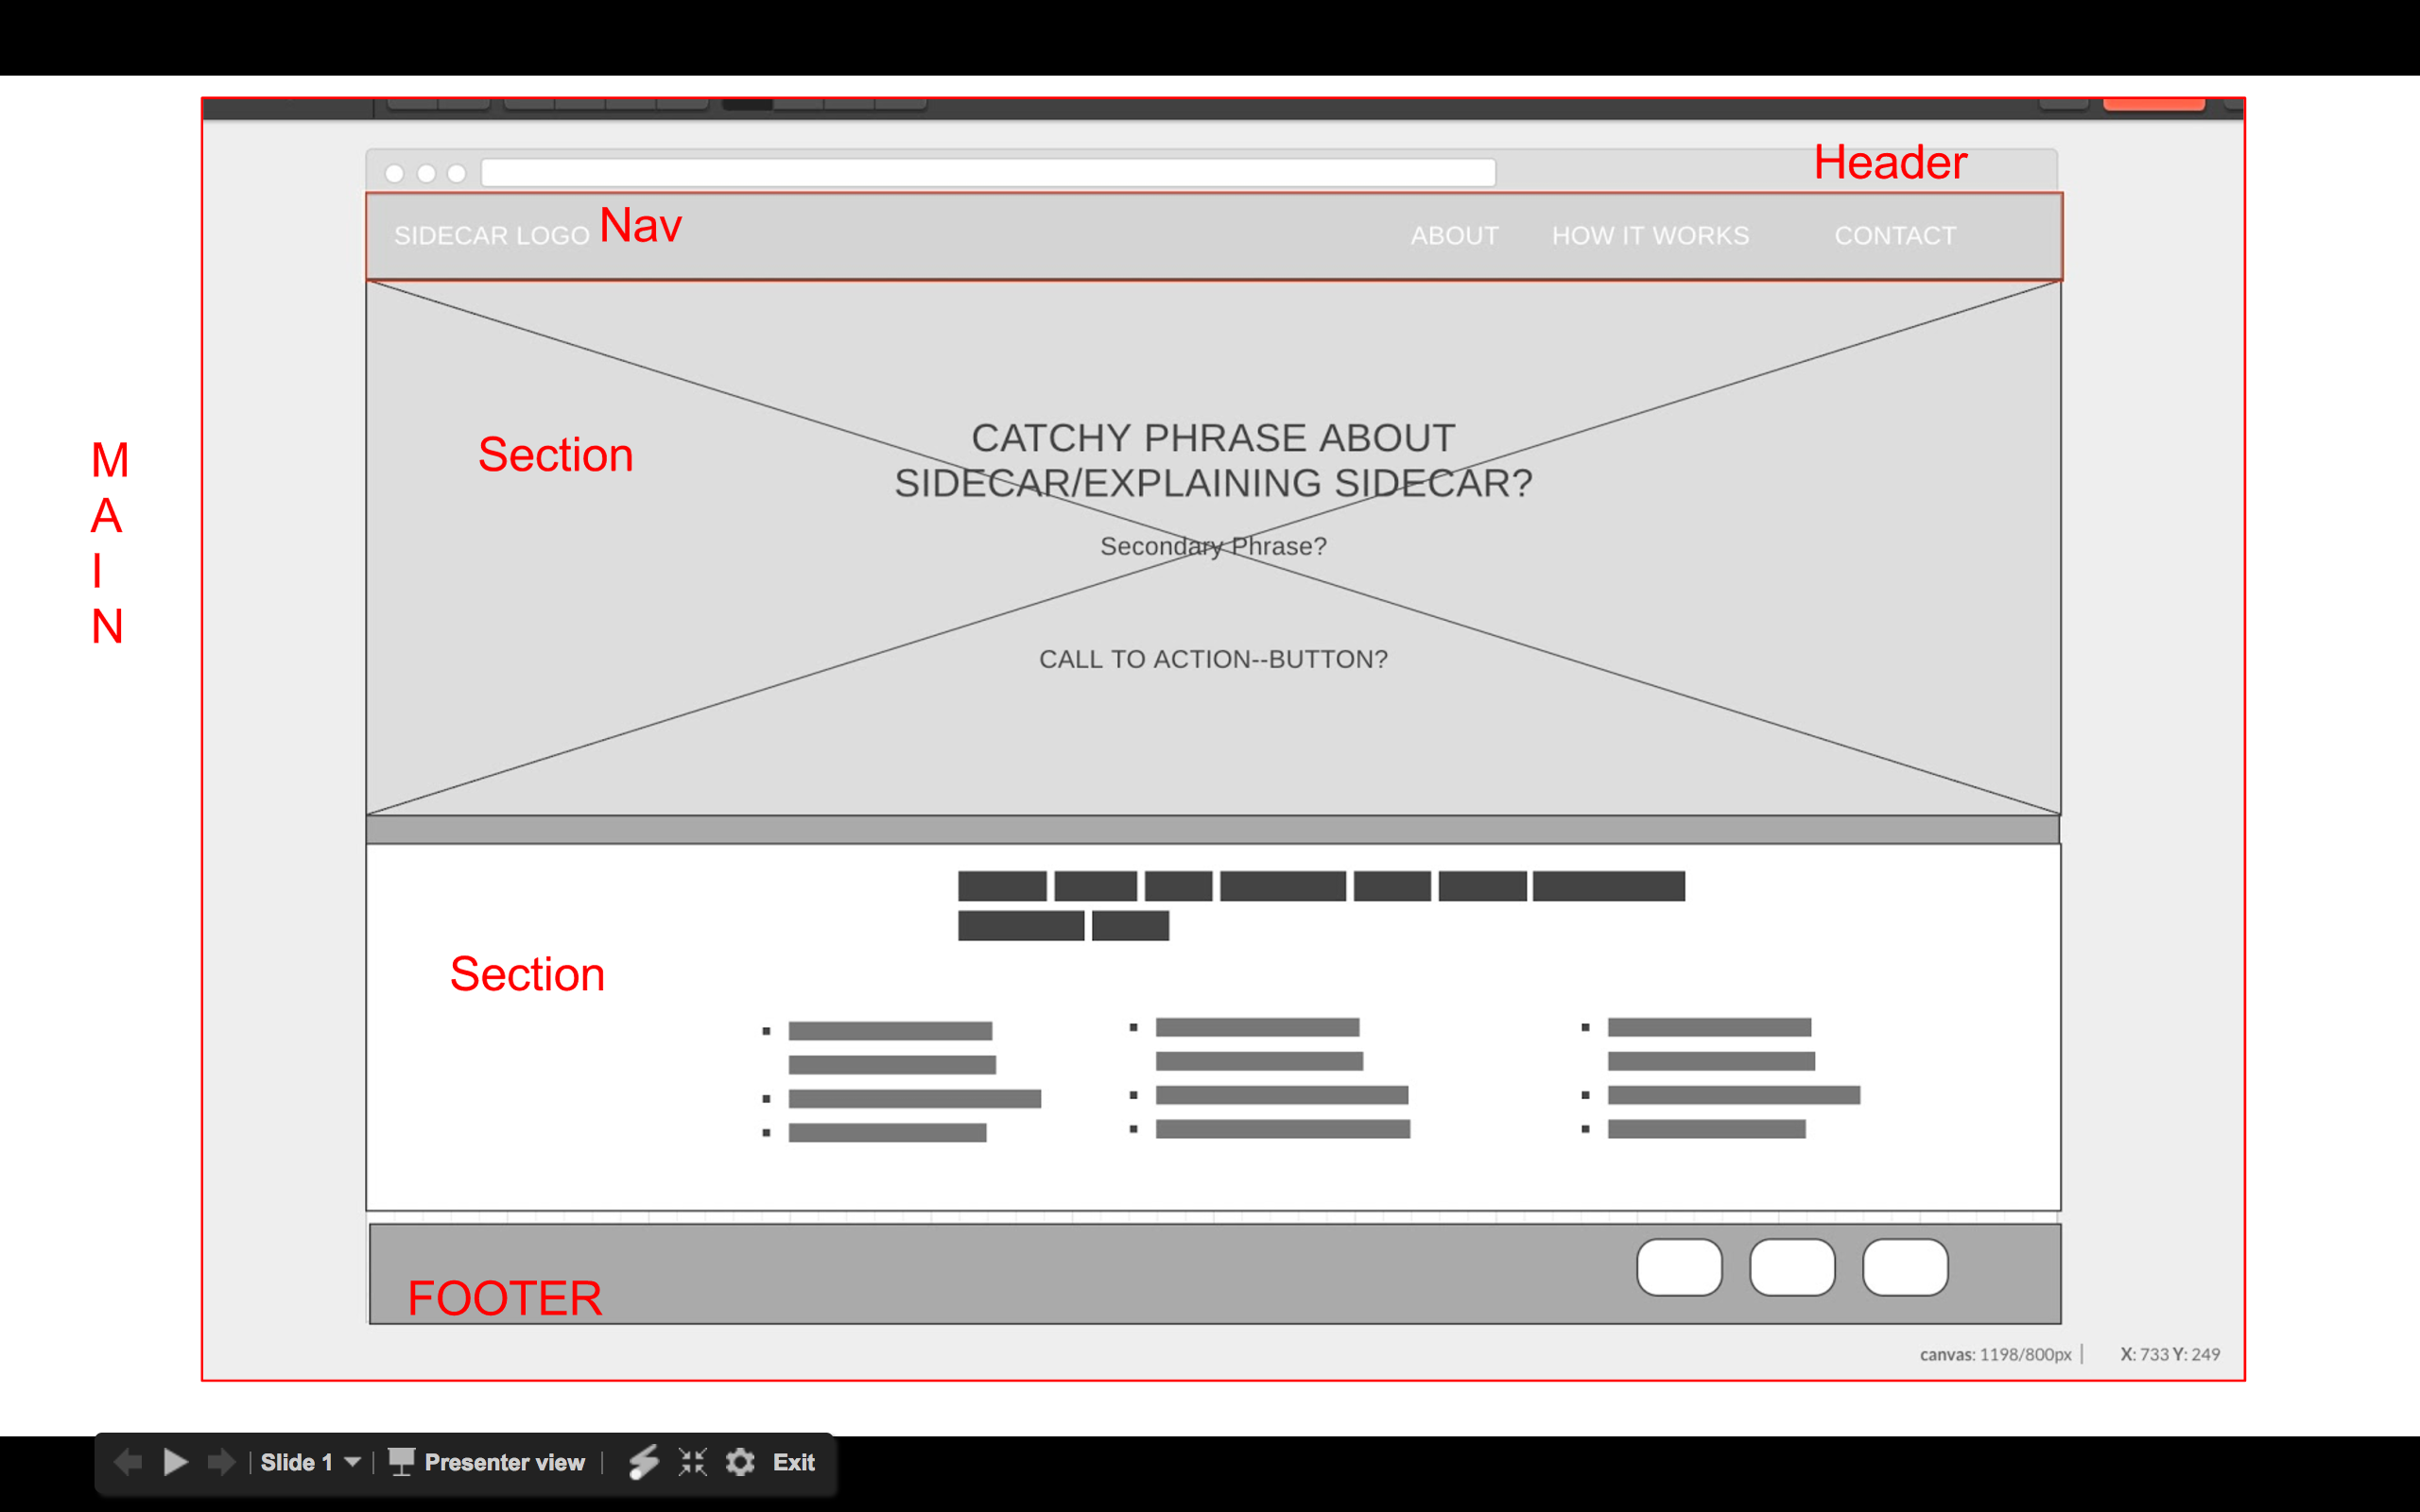 Header
SIDECAR LOGO Nav ABOUT HOW IT WORKS CONTACT
M
A
I
N
Section
CATCHY PHRASE ABOUT
SIDECAR/EXPLAINING SIDECAR?
Secondary Phrase?
CALL TO ACTION--BUTTON?
Section
FOOTER
canvas: 1198/800px | X: 733 Y: 249
Slide 1 Presenter view Exit